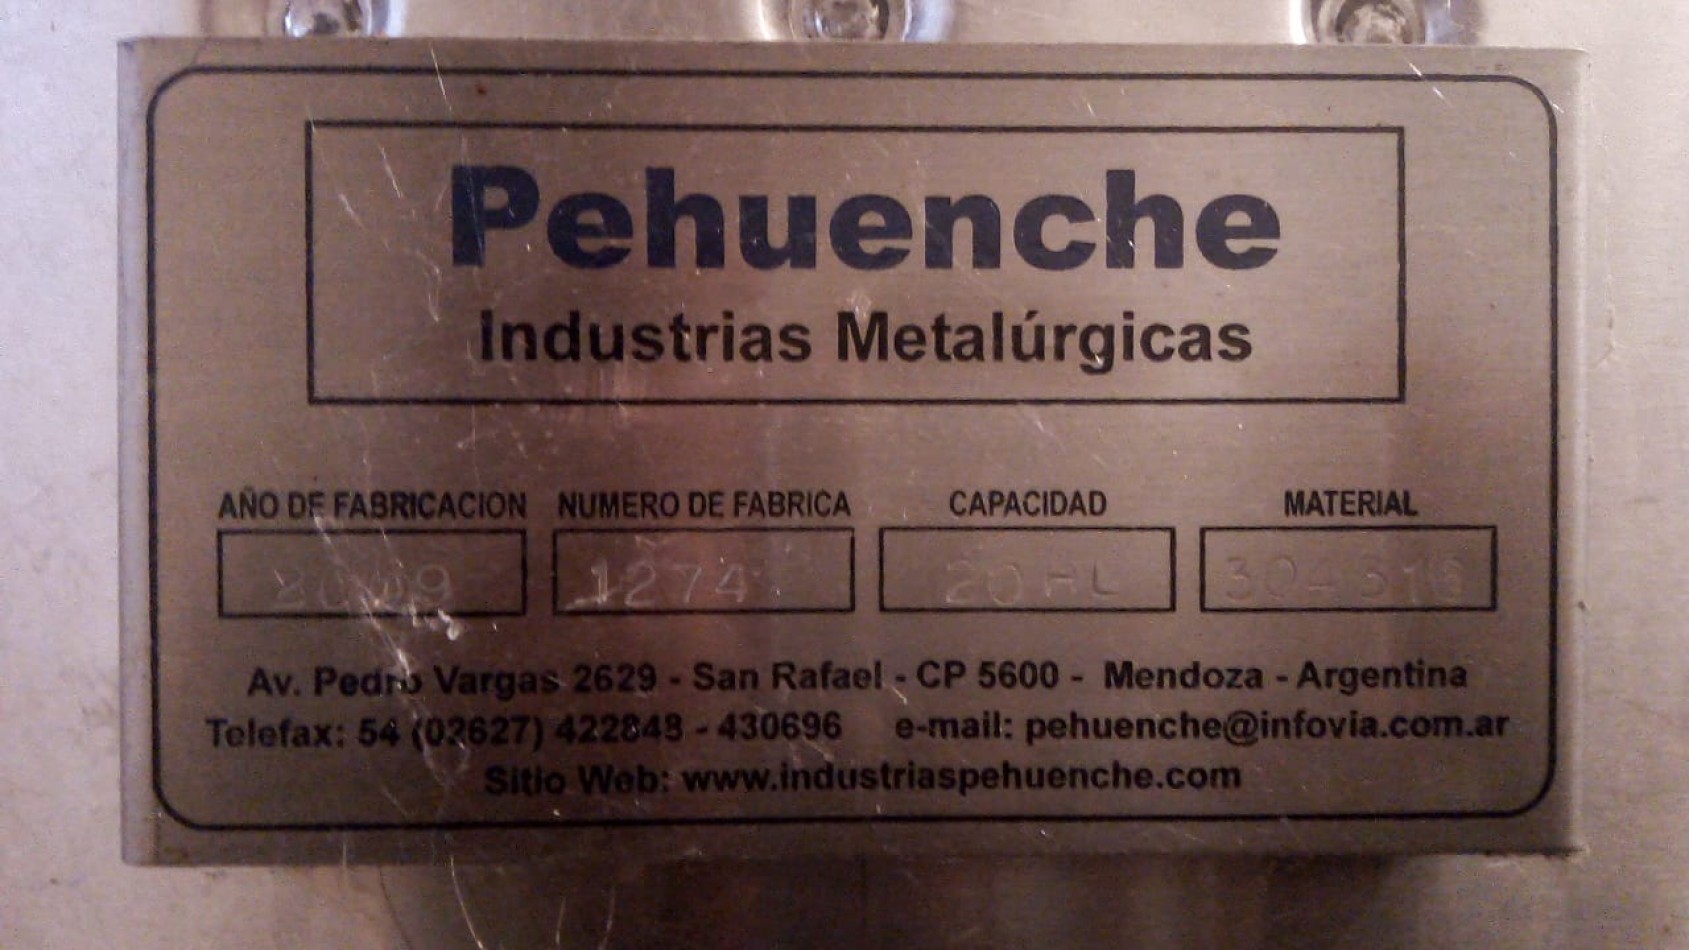 Pehuenche
Industrias Metalúrgicas
AÑO DE FABRICACION NUMERO DE FABRICA CAPACIDAD MATERIAL
2009 1274 20 HL 304 316
Av. Pedro Vargas 2629 - San Rafael - CP 5600 - Mendoza - Argentina
Telefax: 54 (02627) 422848 - 430696 e-mail: pehuenche@infovia.com.ar
Sitio Web: www.industriaspehuenche.com